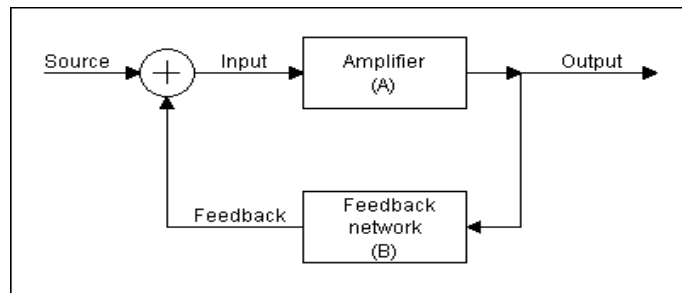 Source
Input
Amplifier
(A)
Output
Feedback
Feedback
network
(B)